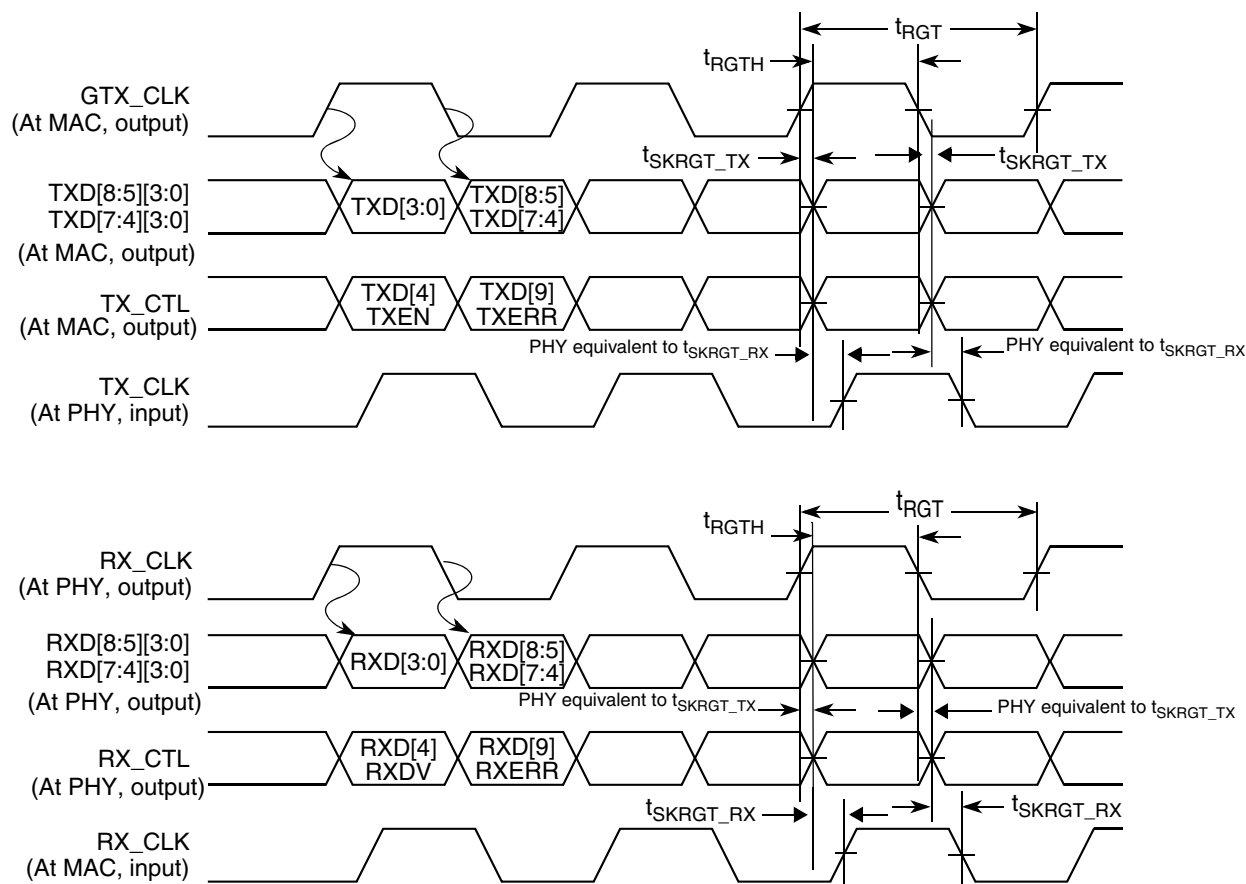 tRGT
tRGTH
GTX_CLK
(At MAC, output)
tSKRGT_TX
tSKRGT_TX
TXD[8:5][3:0]
TXD[7:4][3:0]
(At MAC, output)
TXD[3:0]
TXD[8:5]
TXD[7:4]
TX_CTL
(At MAC, output)
TXD[4]
TXEN
TXD[9]
TXERR
PHY equivalent to tSKRGT_RX
PHY equivalent to tSKRGT_RX
TX_CLK
(At PHY, input)
tRGT
tRGTH
RX_CLK
(At PHY, output)
RXD[8:5][3:0]
RXD[7:4][3:0]
(At PHY, output)
RXD[3:0]
RXD[8:5]
RXD[7:4]
PHY equivalent to tSKRGT_TX
PHY equivalent to tSKRGT_TX
RX_CTL
(At PHY, output)
RXD[4]
RXDV
RXD[9]
RXERR
tSKRGT_RX
tSKRGT_RX
RX_CLK
(At MAC, input)